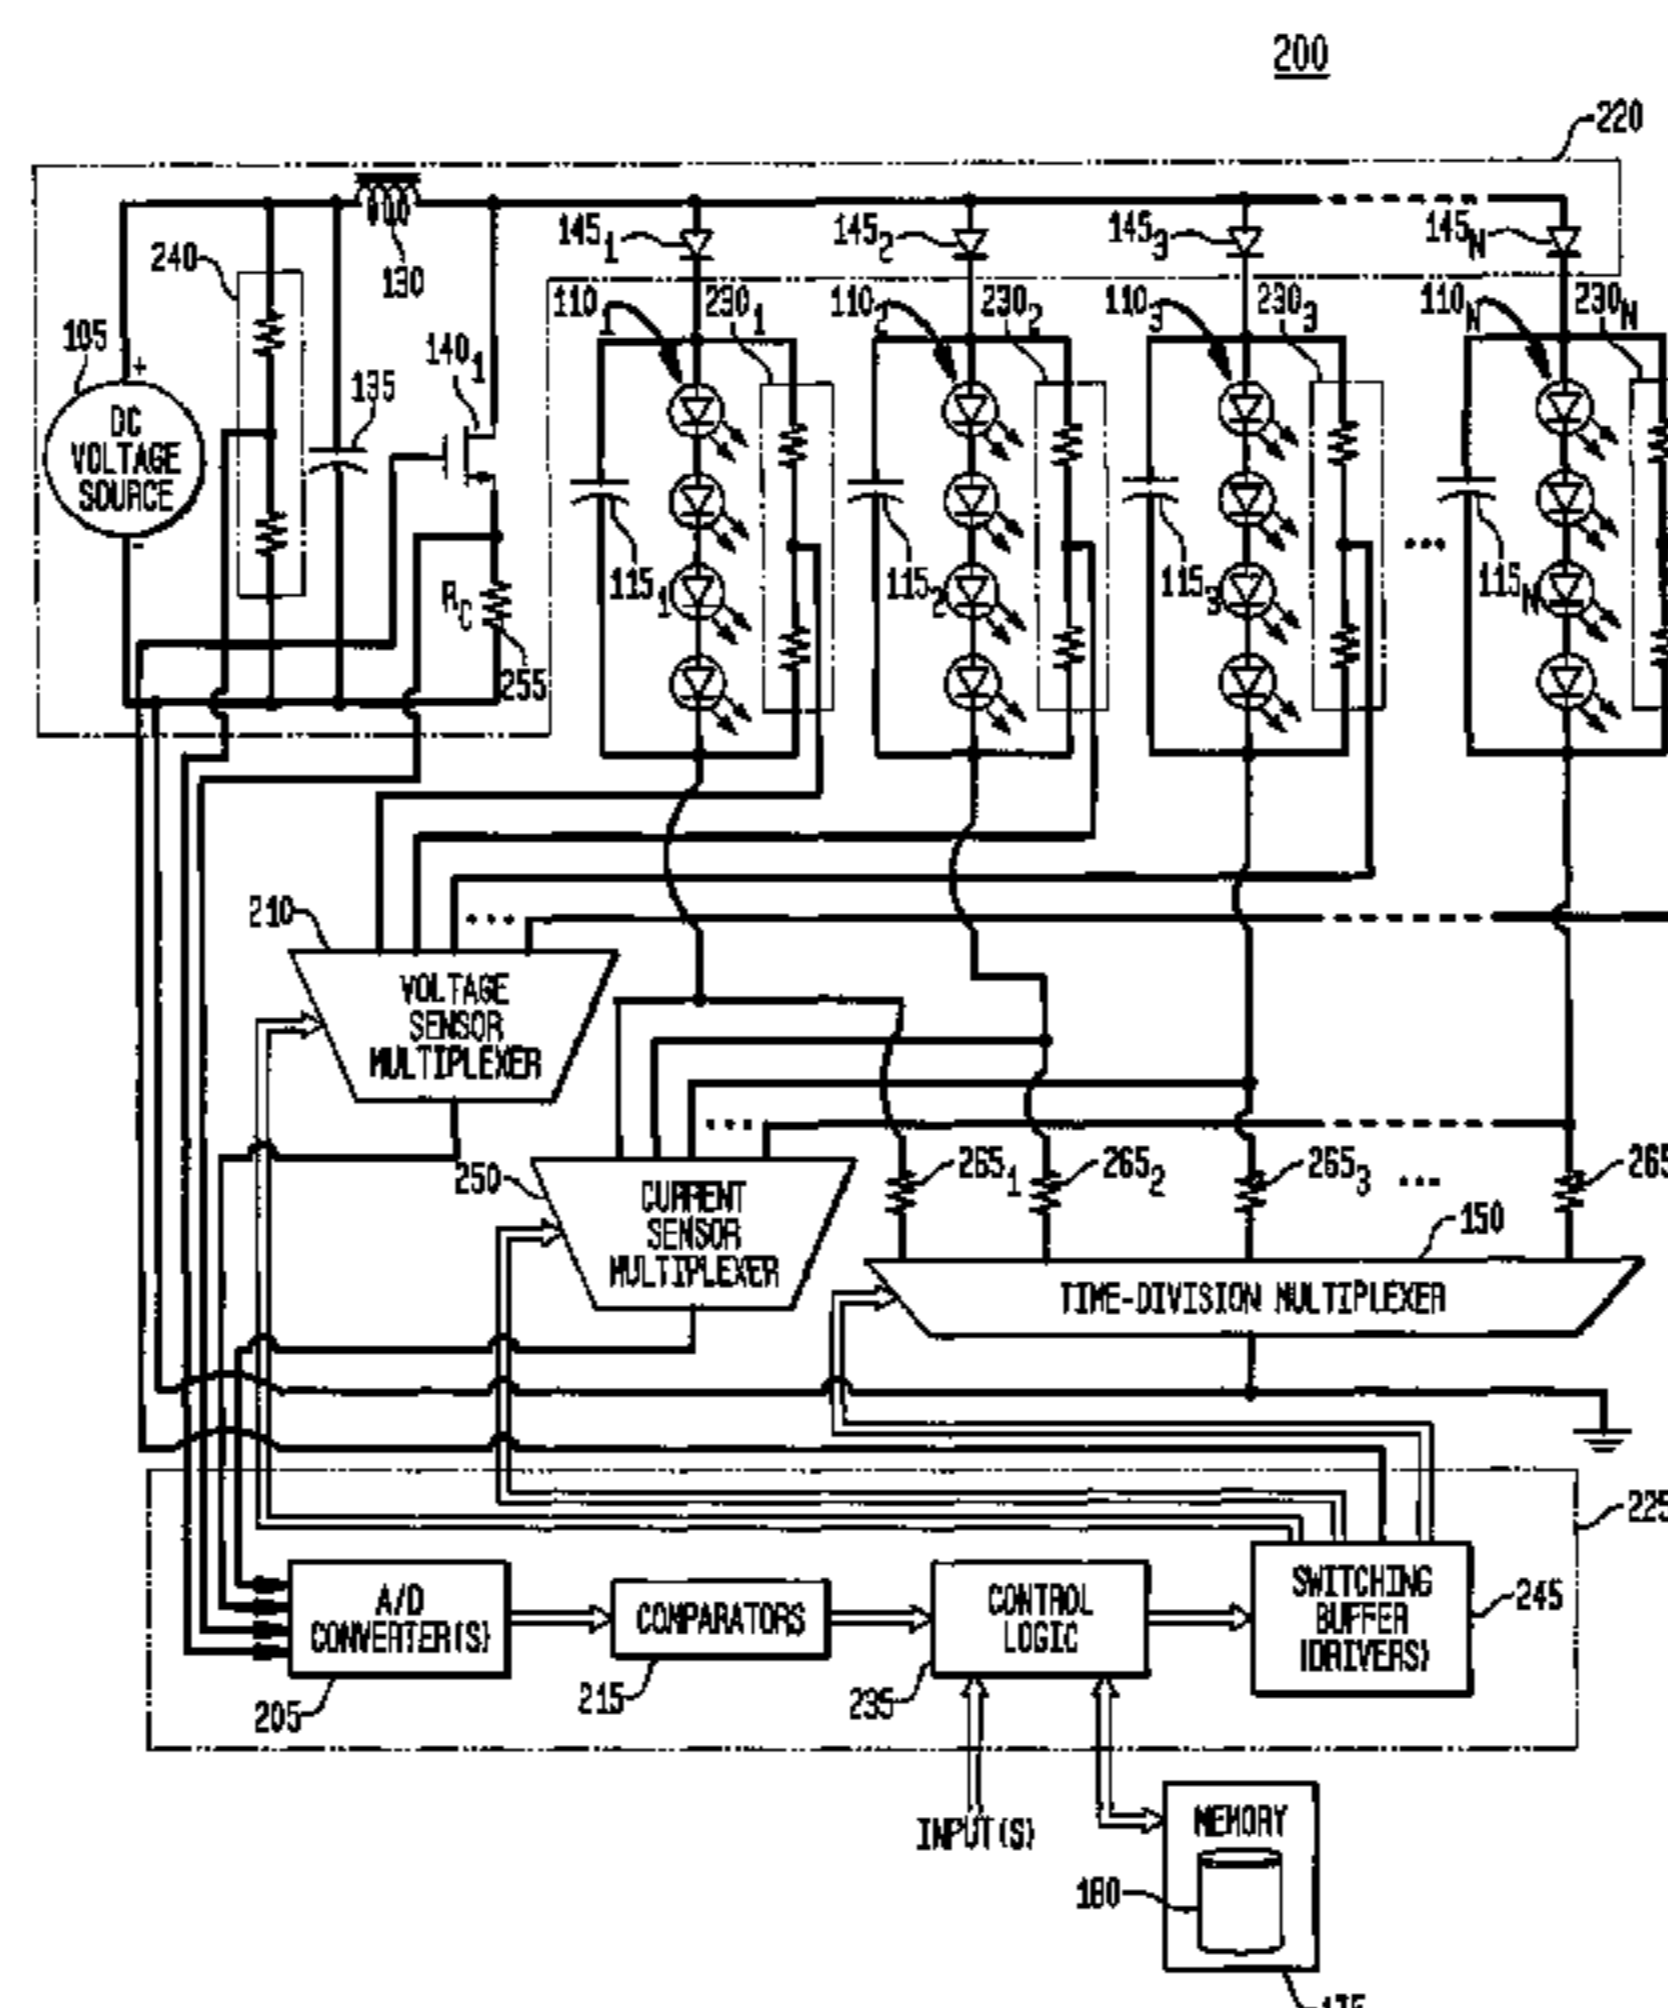 200
220
145 1
145 2
145 3
145 N
240
130
110 1
230 1
110 2
230 2
110 3
230 3
110 N
230 N
105
+
DC
VOLTAGE
SOURCE
-
135
140 1
115 1
115 2
115 3
...
115 N
RC
255
210
...
VOLTAGE
SENSOR
MULTIPLEXER
...
250
CURRENT
SENSOR
MULTIPLEXER
265 1
265 2
265 3
...
265
150
TIME-DIVISION MULTIPLEXER
225
A/D
CONVERTER(S)
COMPARATORS
CONTROL
LOGIC
SWITCHING
BUFFER
(DRIVERS)
245
205
215
235
INPUT(S)
MEMORY
180